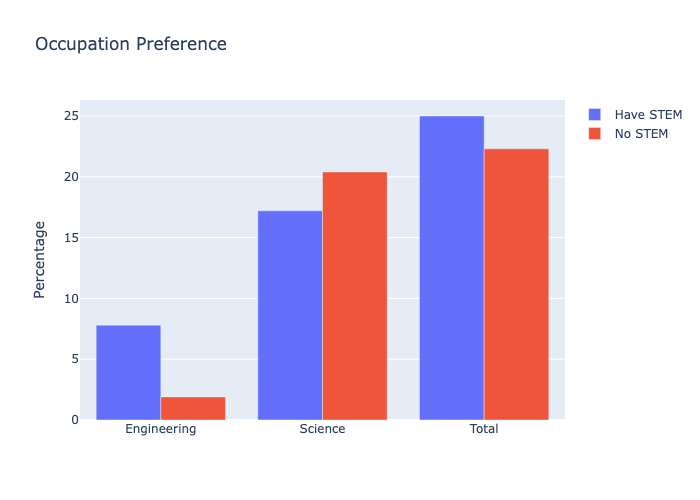 Occupation Preference
Have STEM
No STEM
Percentage
25
20
15
10
5
0
Engineering
Science
Total